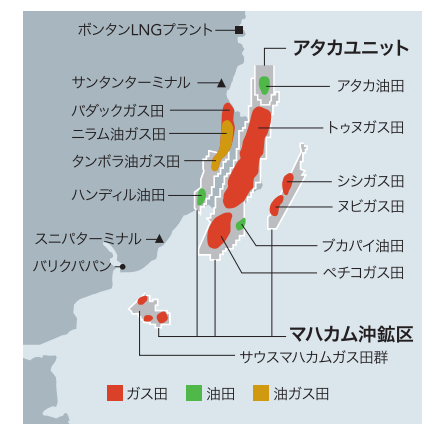 ボンタンLNGプラント
アタカユニット
サンタンターミナル
アタカ油田
バダックガス田
トゥヌガス田
ニラム油ガス田
タンボラ油ガス田
シシガス田
ハンディル油田
ヌビガス田
スニパターミナル
ブカパイ油田
バリクパパン
ペチコガス田
マハカム沖鉱区
サウスマハカムガス田群
ガス田
油田
油ガス田